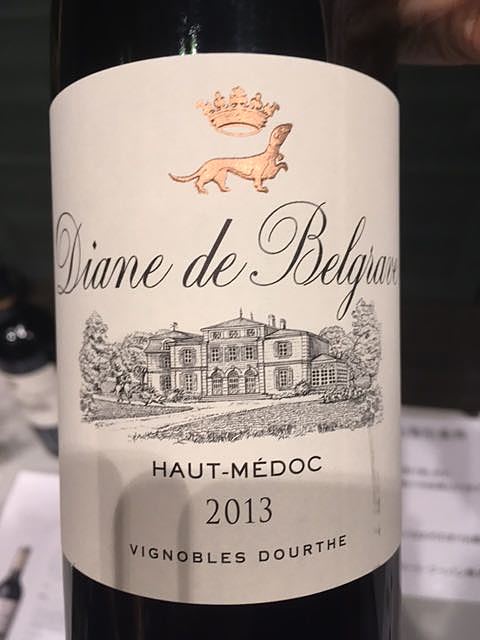 Diane de Belgrave
HAUT-MÉDOC
2013
VIGNOBLES DOURTHE